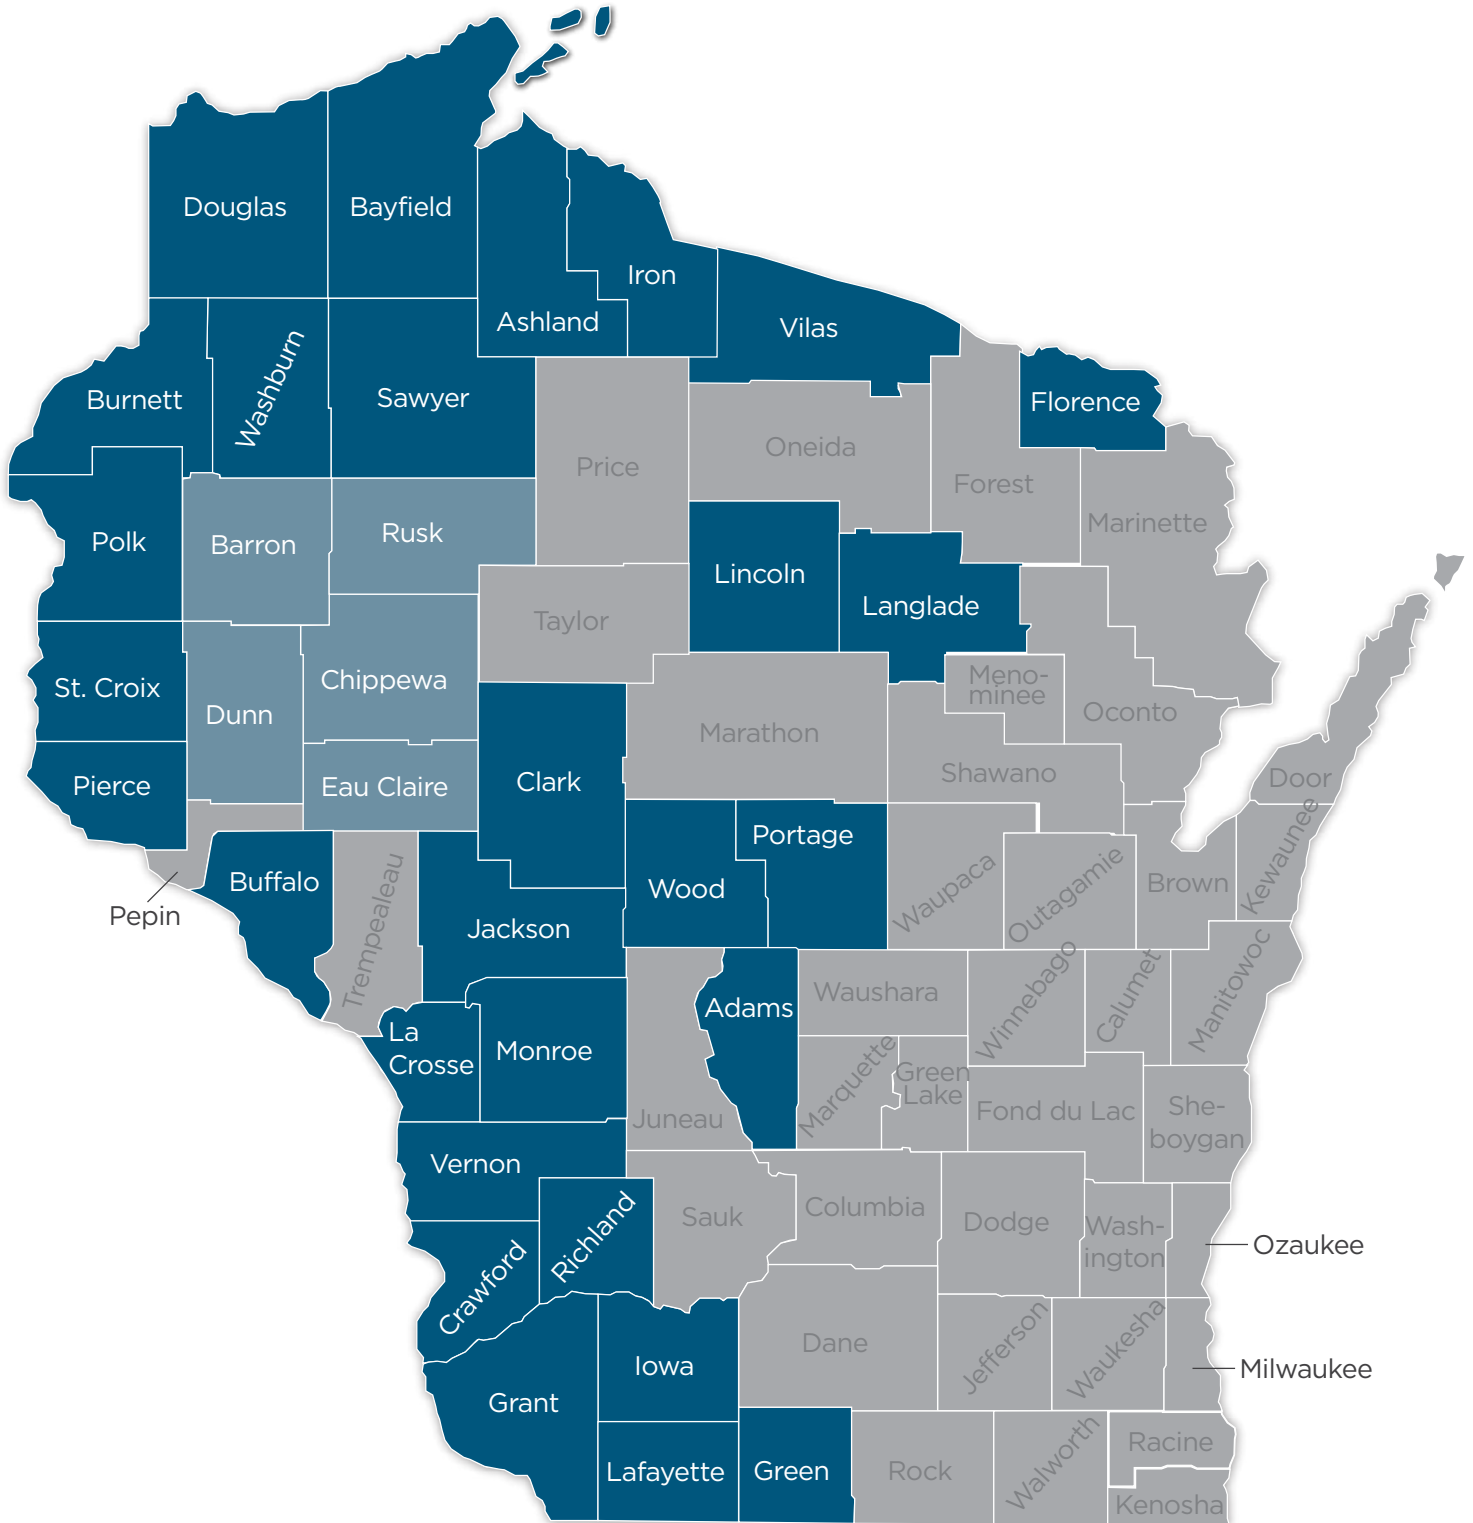 Douglas
Bayfield
Iron
Ashland
Vilas
Washburn
Burnett
Sawyer
Florence
Oneida
Price
Forest
Marinette
Polk
Barron
Rusk
Lincoln
Langlade
Taylor
St. Croix
Chippewa
Dunn
Meno-
minee
Oconto
Marathon
Shawano
Door
Pierce
Eau Claire
Clark
Portage
Kewaunee
Buffalo
Wood
Waupaca
Outagamie
Brown
Pepin
Trempealeau
Jackson
Waushara
Winnebago
Calumet
Manitowoc
Adams
La
Crosse
Monroe
Marquette
Green
Lake
Juneau
Fond du Lac
She-
boygan
Vernon
Richland
Sauk
Columbia
Dodge
Wash-
ington
Ozaukee
Crawford
Dane
Jefferson
Waukesha
Milwaukee
Iowa
Grant
Lafayette
Green
Rock
Walworth
Racine
Kenosha